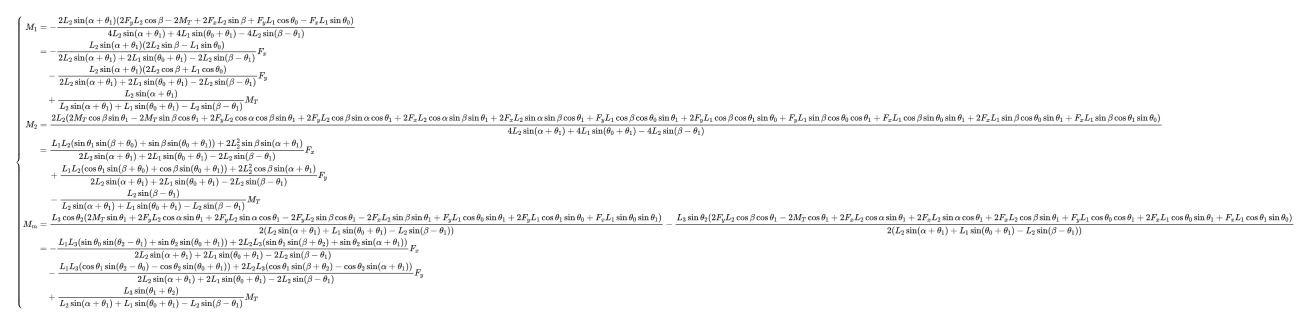 M_1 = -\frac{2L_2\sin(\alpha+\theta_1)(2F_yL_2\cos\beta-2M_T+2F_xL_2\sin\beta+F_yL_1\cos\theta_0-F_xL_1\sin\theta_0)}{4L_2\sin(\alpha+\theta_1)+4L_1\sin(\theta_0+\theta_1)-4L_2\sin(\beta-\theta_1)}
= -\frac{L_2\sin(\alpha+\theta_1)(2L_2\sin\beta-L_1\sin\theta_0)}{2L_2\sin(\alpha+\theta_1)+2L_1\sin(\theta_0+\theta_1)-2L_2\sin(\beta-\theta_1)}F_x
-\frac{L_2\sin(\alpha+\theta_1)(2L_2\cos\beta+L_1\cos\theta_0)}{2L_2\sin(\alpha+\theta_1)+2L_1\sin(\theta_0+\theta_1)-2L_2\sin(\beta-\theta_1)}F_y
+\frac{L_2\sin(\alpha+\theta_1)}{L_2\sin(\alpha+\theta_1)+L_1\sin(\theta_0+\theta_1)-L_2\sin(\beta-\theta_1)}M_T
M_2 = \frac{2L_2(2M_T\cos\beta\sin\theta_1-2M_T\sin\beta\cos\theta_1+2F_yL_2\cos\alpha\cos\beta\sin\theta_1+2F_yL_2\cos\beta\sin\alpha\cos\theta_1+2F_xL_2\cos\alpha\sin\beta\sin\theta_1+2F_xL_2\sin\alpha\sin\beta\cos\theta_1+F_yL_1\cos\beta\cos\theta_0\sin\theta_1+2F_yL_1\cos\beta\cos\theta_1\sin\theta_0+F_yL_1\sin\beta\cos\theta_0\cos\theta_1+F_xL_1\cos\beta\sin\theta_0\sin\theta_1+2F_xL_1\sin\beta\cos\theta_0\sin\theta_1+F_xL_1\sin\beta\cos\theta_1\sin\theta_0)}{4L_2\sin(\alpha+\theta_1)+4L_1\sin(\theta_0+\theta_1)-4L_2\sin(\beta-\theta_1)}
= \frac{L_1L_2(\sin\theta_1\sin(\beta+\theta_0)+\sin\beta\sin(\theta_0+\theta_1))+2L_2^2\sin\beta\sin(\alpha+\theta_1)}{2L_2\sin(\alpha+\theta_1)+2L_1\sin(\theta_0+\theta_1)-2L_2\sin(\beta-\theta_1)}F_x
+\frac{L_1L_2(\cos\theta_1\sin(\beta+\theta_0)+\cos\beta\sin(\theta_0+\theta_1))+2L_2^2\cos\beta\sin(\alpha+\theta_1)}{2L_2\sin(\alpha+\theta_1)+2L_1\sin(\theta_0+\theta_1)-2L_2\sin(\beta-\theta_1)}F_y
-\frac{L_2\sin(\beta-\theta_1)}{L_2\sin(\alpha+\theta_1)+L_1\sin(\theta_0+\theta_1)-L_2\sin(\beta-\theta_1)}M_T
M_m = \frac{L_3\cos\theta_2(2M_T\sin\theta_1+2F_yL_2\cos\alpha\sin\theta_1+2F_yL_2\sin\alpha\cos\theta_1-2F_yL_2\sin\beta\cos\theta_1-2F_xL_2\sin\beta\sin\theta_1+F_yL_1\cos\theta_0\sin\theta_1+2F_yL_1\cos\theta_1\sin\theta_0+F_xL_1\sin\theta_0\sin\theta_1)}{2(L_2\sin(\alpha+\theta_1)+L_1\sin(\theta_0+\theta_1)-L_2\sin(\beta-\theta_1))}-\frac{L_3\sin\theta_2(2F_yL_2\cos\beta\cos\theta_1-2M_T\cos\theta_1+2F_xL_2\cos\alpha\sin\theta_1+2F_xL_2\sin\alpha\cos\theta_1+2F_xL_2\cos\beta\sin\theta_1+F_yL_1\cos\theta_0\cos\theta_1+2F_xL_1\cos\theta_0\sin\theta_1+F_xL_1\cos\theta_1\sin\theta_0)}{2(L_2\sin(\alpha+\theta_1)+L_1\sin(\theta_0+\theta_1)-L_2\sin(\beta-\theta_1))}
= -\frac{L_1L_3(\sin\theta_0\sin(\theta_2-\theta_1)+\sin\theta_2\sin(\theta_0+\theta_1))+2L_2L_3(\sin\theta_1\sin(\beta+\theta_2)+\sin\theta_2\sin(\alpha+\theta_1))}{2L_2\sin(\alpha+\theta_1)+2L_1\sin(\theta_0+\theta_1)-2L_2\sin(\beta-\theta_1)}F_x
-\frac{L_1L_3(\cos\theta_1\sin(\theta_2-\theta_0)-\cos\theta_2\sin(\theta_0+\theta_1))+2L_2L_3(\cos\theta_1\sin(\beta+\theta_2)-\cos\theta_2\sin(\alpha+\theta_1))}{2L_2\sin(\alpha+\theta_1)+2L_1\sin(\theta_0+\theta_1)-2L_2\sin(\beta-\theta_1)}F_y
+\frac{L_3\sin(\theta_1+\theta_2)}{L_2\sin(\alpha+\theta_1)+L_1\sin(\theta_0+\theta_1)-L_2\sin(\beta-\theta_1)}M_T